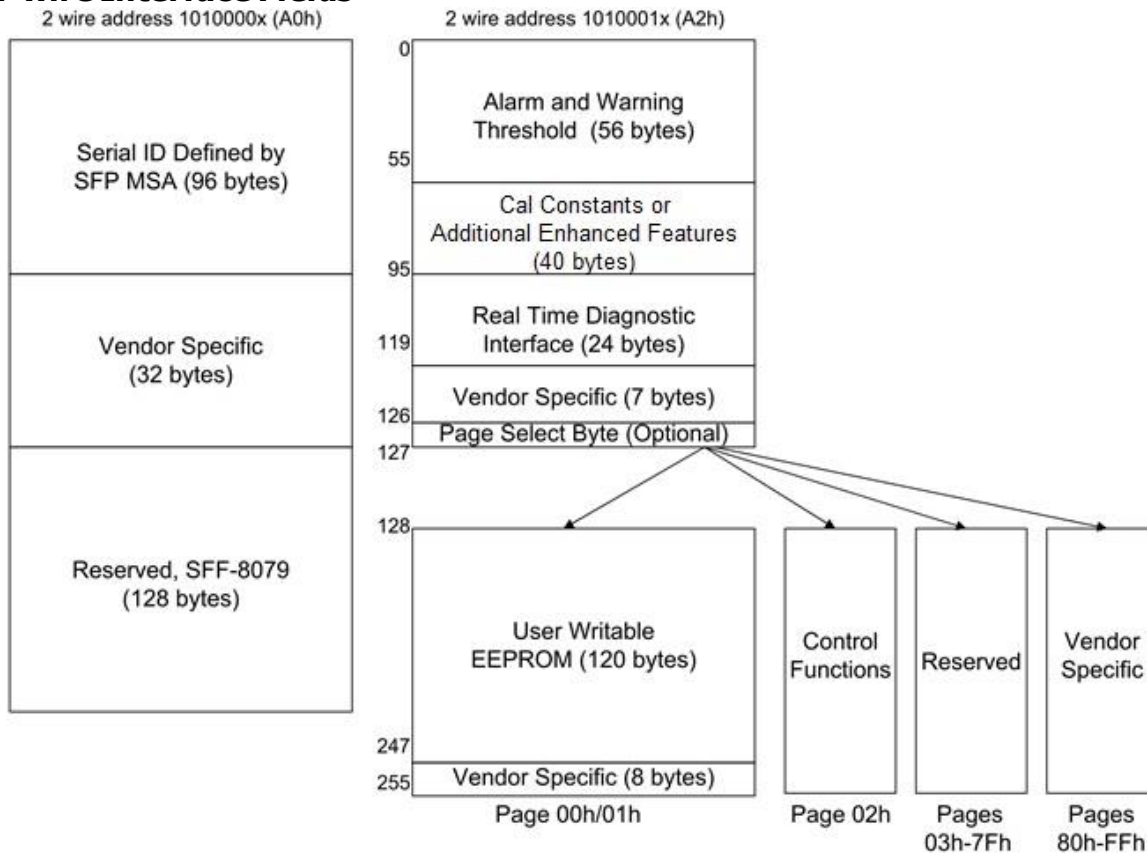 2 wire address 1010000x (A0h)
Serial ID Defined by
SFP MSA (96 bytes)
Vendor Specific
(32 bytes)
Reserved, SFF-8079
(128 bytes)
2 wire address 1010001x (A2h)
0
Alarm and Warning
Threshold (56 bytes)
55
Cal Constants or
Additional Enhanced Features
(40 bytes)
95
Real Time Diagnostic
Interface (24 bytes)
119
Vendor Specific (7 bytes)
126
Page Select Byte (Optional)
127
128
User Writable
EEPROM (120 bytes)
247
Vendor Specific (8 bytes)
255
Page 00h/01h
Control
Functions
Page 02h
Reserved
Pages
03h-7Fh
Vendor
Specific
Pages
80h-FFh